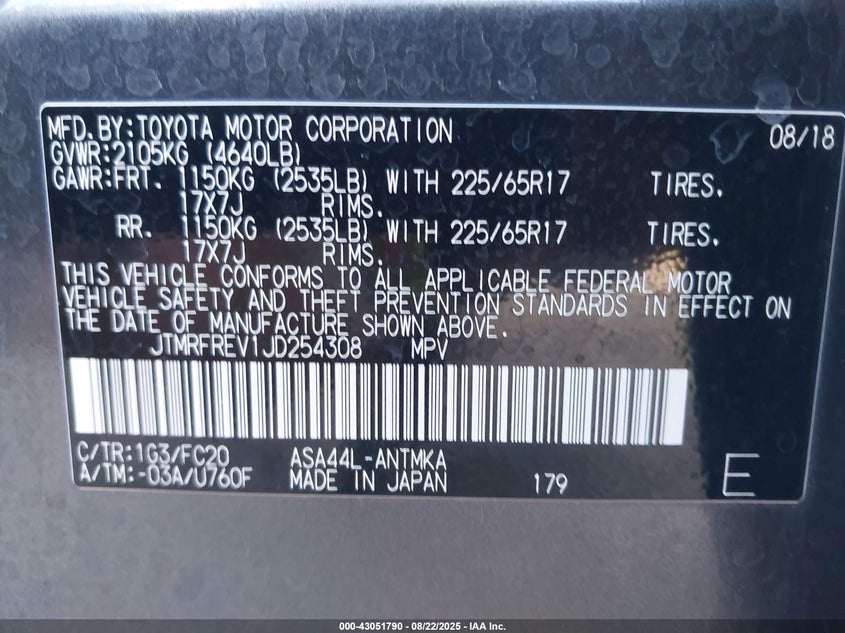 MFD.BY:TOYOTA MOTOR CORPORATION 08/18
GVWR:2105KG (4640LB)
GAWR:FRT. 1150KG (2535LB) WITH 225/65R17 TIRES.
17X7J RIMS.
RR. 1150KG (2535LB) WITH 225/65R17 TIRES.
17X7J RIMS.
THIS VEHICLE CONFORMS TO ALL APPLICABLE FEDERAL MOTOR
VEHICLE SAFETY AND THEFT PREVENTION STANDARDS IN EFFECT ON
THE DATE OF MANUFACTURE SHOWN ABOVE.
JTMRFREV1JD254308 MPV
C/TR:1G3/FC20 ASA44L-ANTMKA
A/TM:-03A/U760F MADE IN JAPAN 179 E
000-43051790 - 08/22/2025 - IAA Inc.